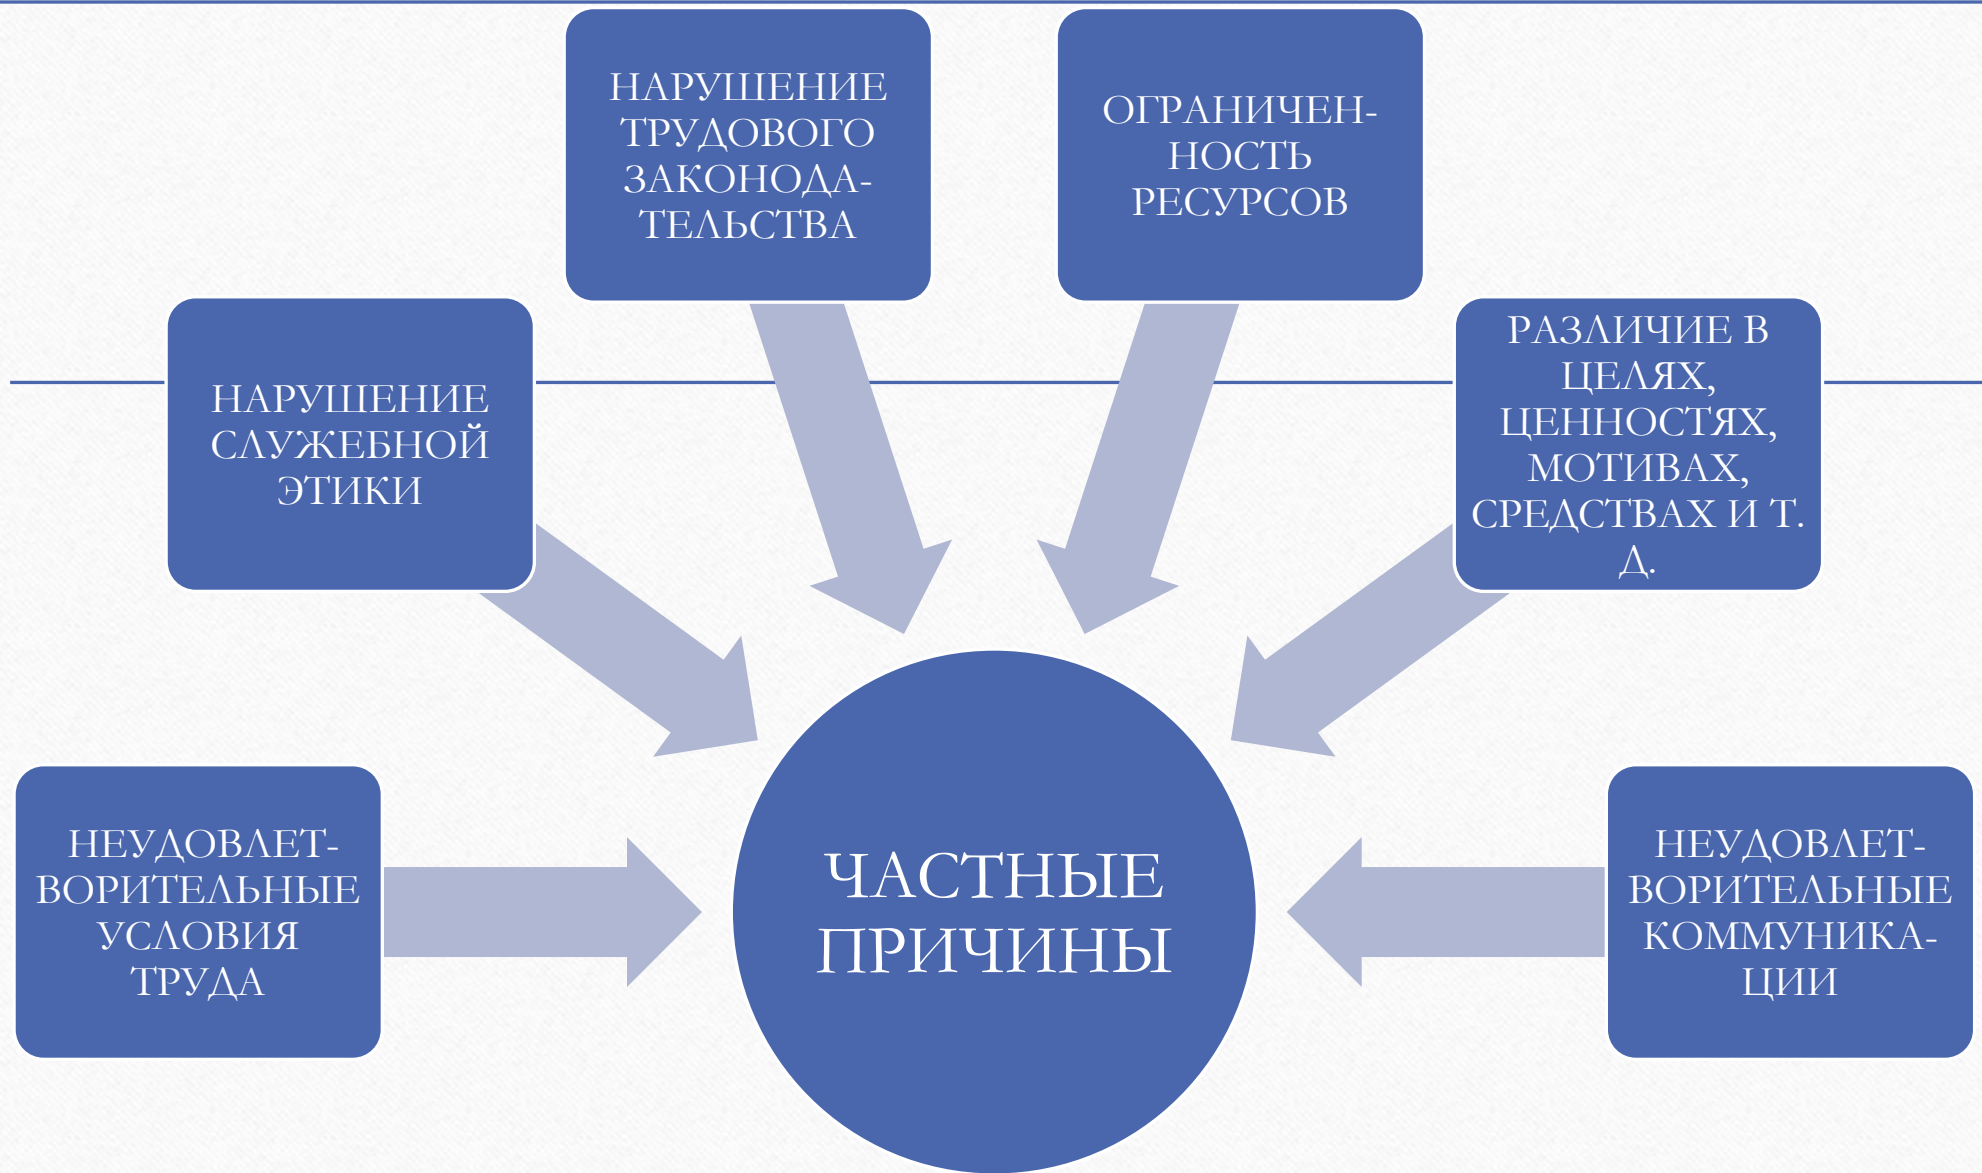 НАРУШЕНИЕ
ТРУДОВОГО
ЗАКОНОДА-
ТЕЛЬСТВА
ОГРАНИЧЕН-
НОСТЬ
РЕСУРСОВ
НАРУШЕНИЕ
СЛУЖЕБНОЙ
ЭТИКИ
РАЗЛИЧИЕ В
ЦЕЛЯХ,
ЦЕННОСТЯХ,
МОТИВАХ,
СРЕДСТВАХ И Т.
Д.
НЕУДОВЛЕТ-
ВОРИТЕЛЬНЫЕ
УСЛОВИЯ
ТРУДА
ЧАСТНЫЕ
ПРИЧИНЫ
НЕУДОВЛЕТ-
ВОРИТЕЛЬНЫЕ
КОММУНИКА-
ЦИИ